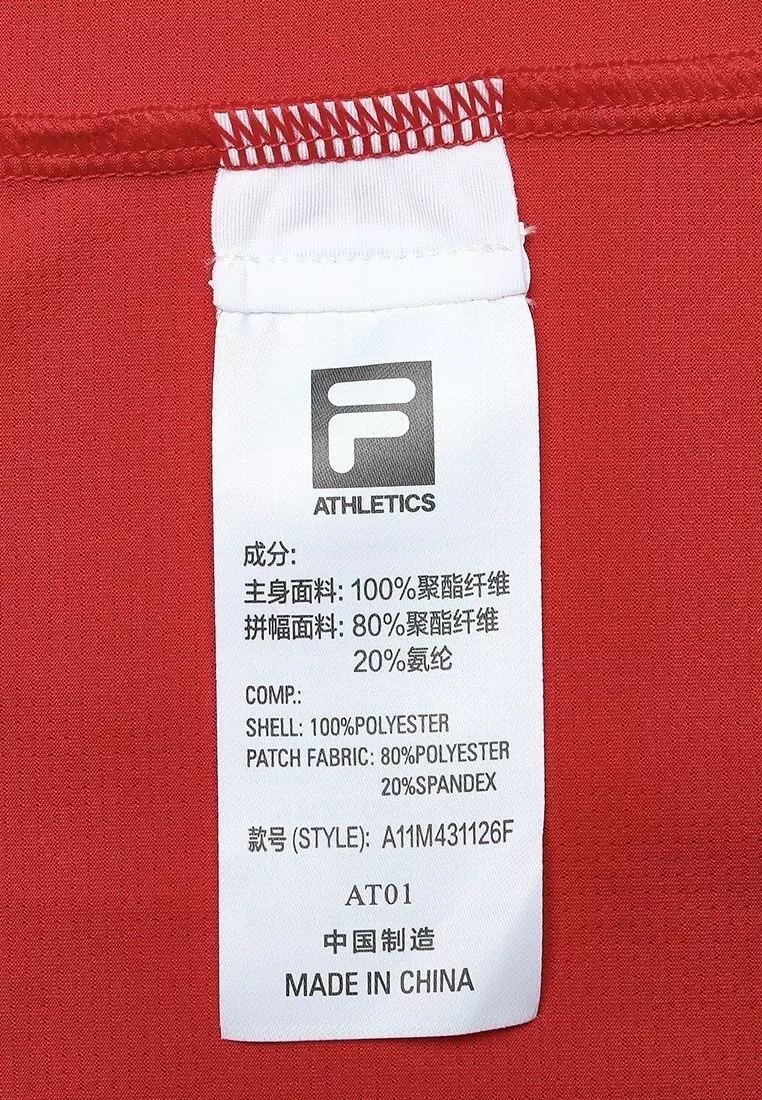 F
ATHLETICS
成分:
主身面料: 100%聚酯纤维
拼幅面料: 80%聚酯纤维
20%氨纶
COMP.:
SHELL: 100%POLYESTER
PATCH FABRIC: 80%POLYESTER
20%SPANDEX
款号(STYLE): A11M431126F
AT01
中国制造
MADE IN CHINA